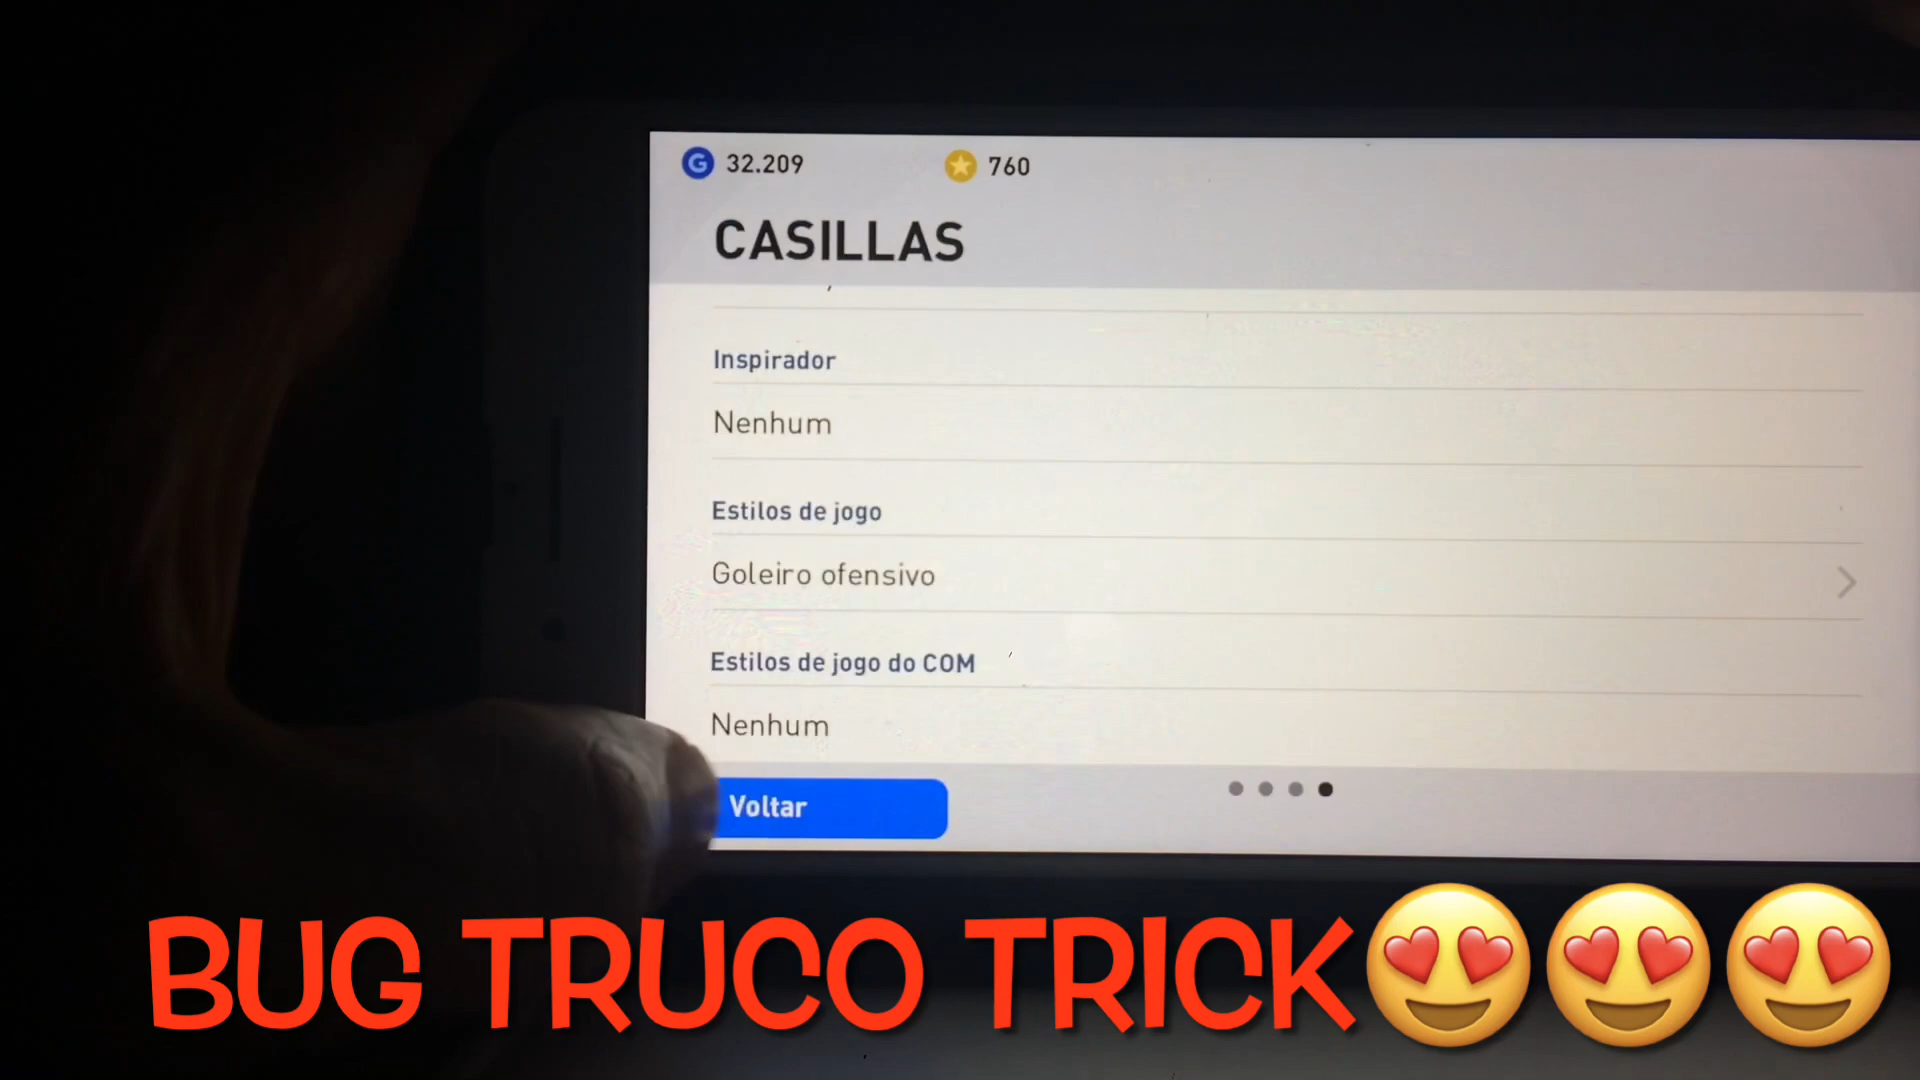 G 32.209 760
CASILLAS
Inspirador
Nenhum
Estilos de jogo
Goleiro ofensivo
Estilos de jogo do COM
Nenhum
Voltar
BUG TRUCO TRICK😍😍😍